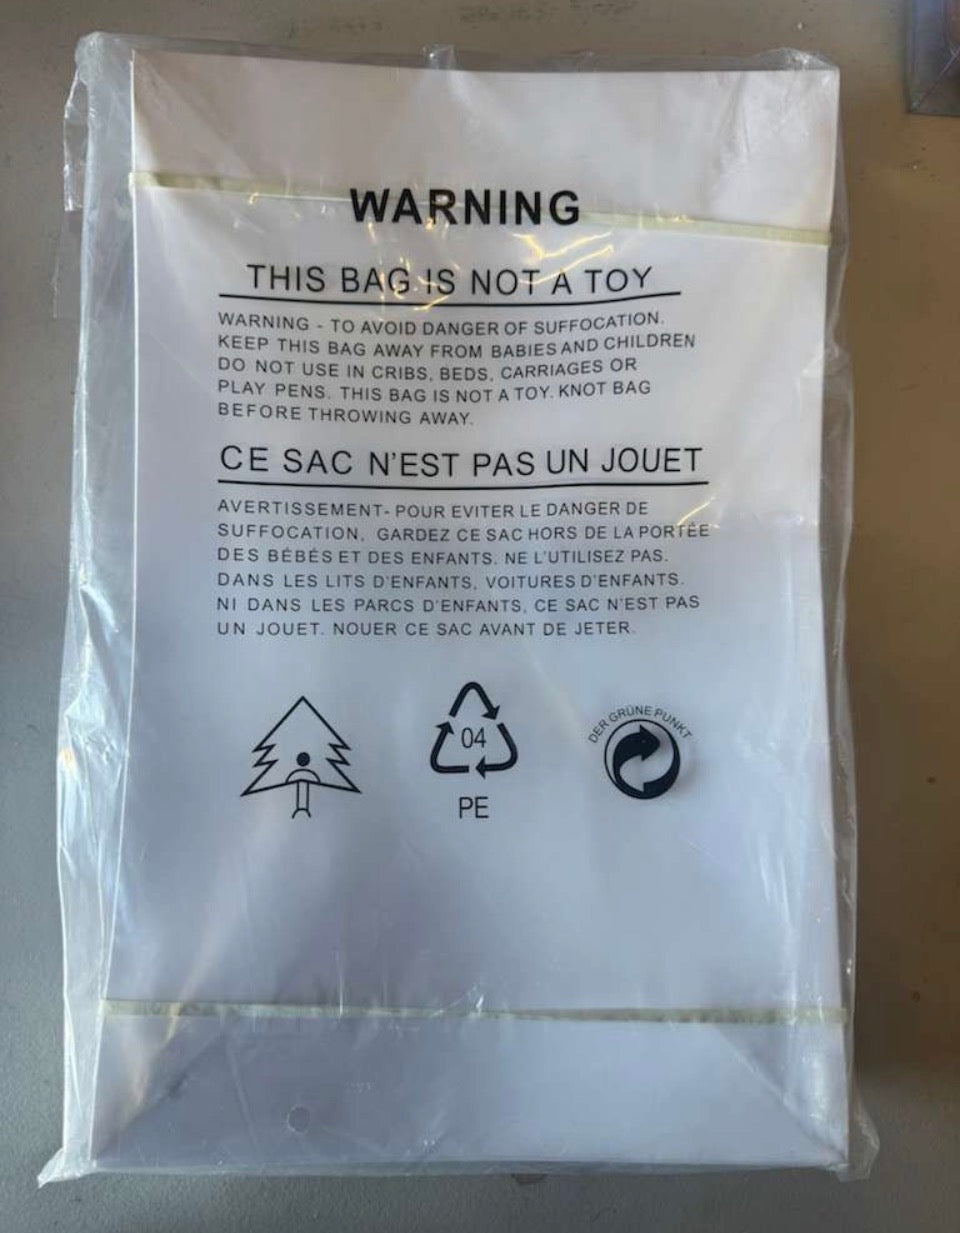 WARNING
THIS BAG IS NOT A TOY
WARNING - TO AVOID DANGER OF SUFFOCATION.
KEEP THIS BAG AWAY FROM BABIES AND CHILDREN
DO NOT USE IN CRIBS, BEDS, CARRIAGES OR
PLAY PENS. THIS BAG IS NOT A TOY. KNOT BAG
BEFORE THROWING AWAY.
CE SAC N'EST PAS UN JOUET
AVERTISSEMENT- POUR EVITER LE DANGER DE
SUFFOCATION, GARDEZ CE SAC HORS DE LA PORTÉE
DES BÉBÉS ET DES ENFANTS. NE L'UTILISEZ PAS.
DANS LES LITS D'ENFANTS, VOITURES D'ENFANTS.
NI DANS LES PARCS D'ENFANTS, CE SAC N'EST PAS
UN JOUET. NOUER CE SAC AVANT DE JETER.
04
PE
DER GRÜNE PUNKT